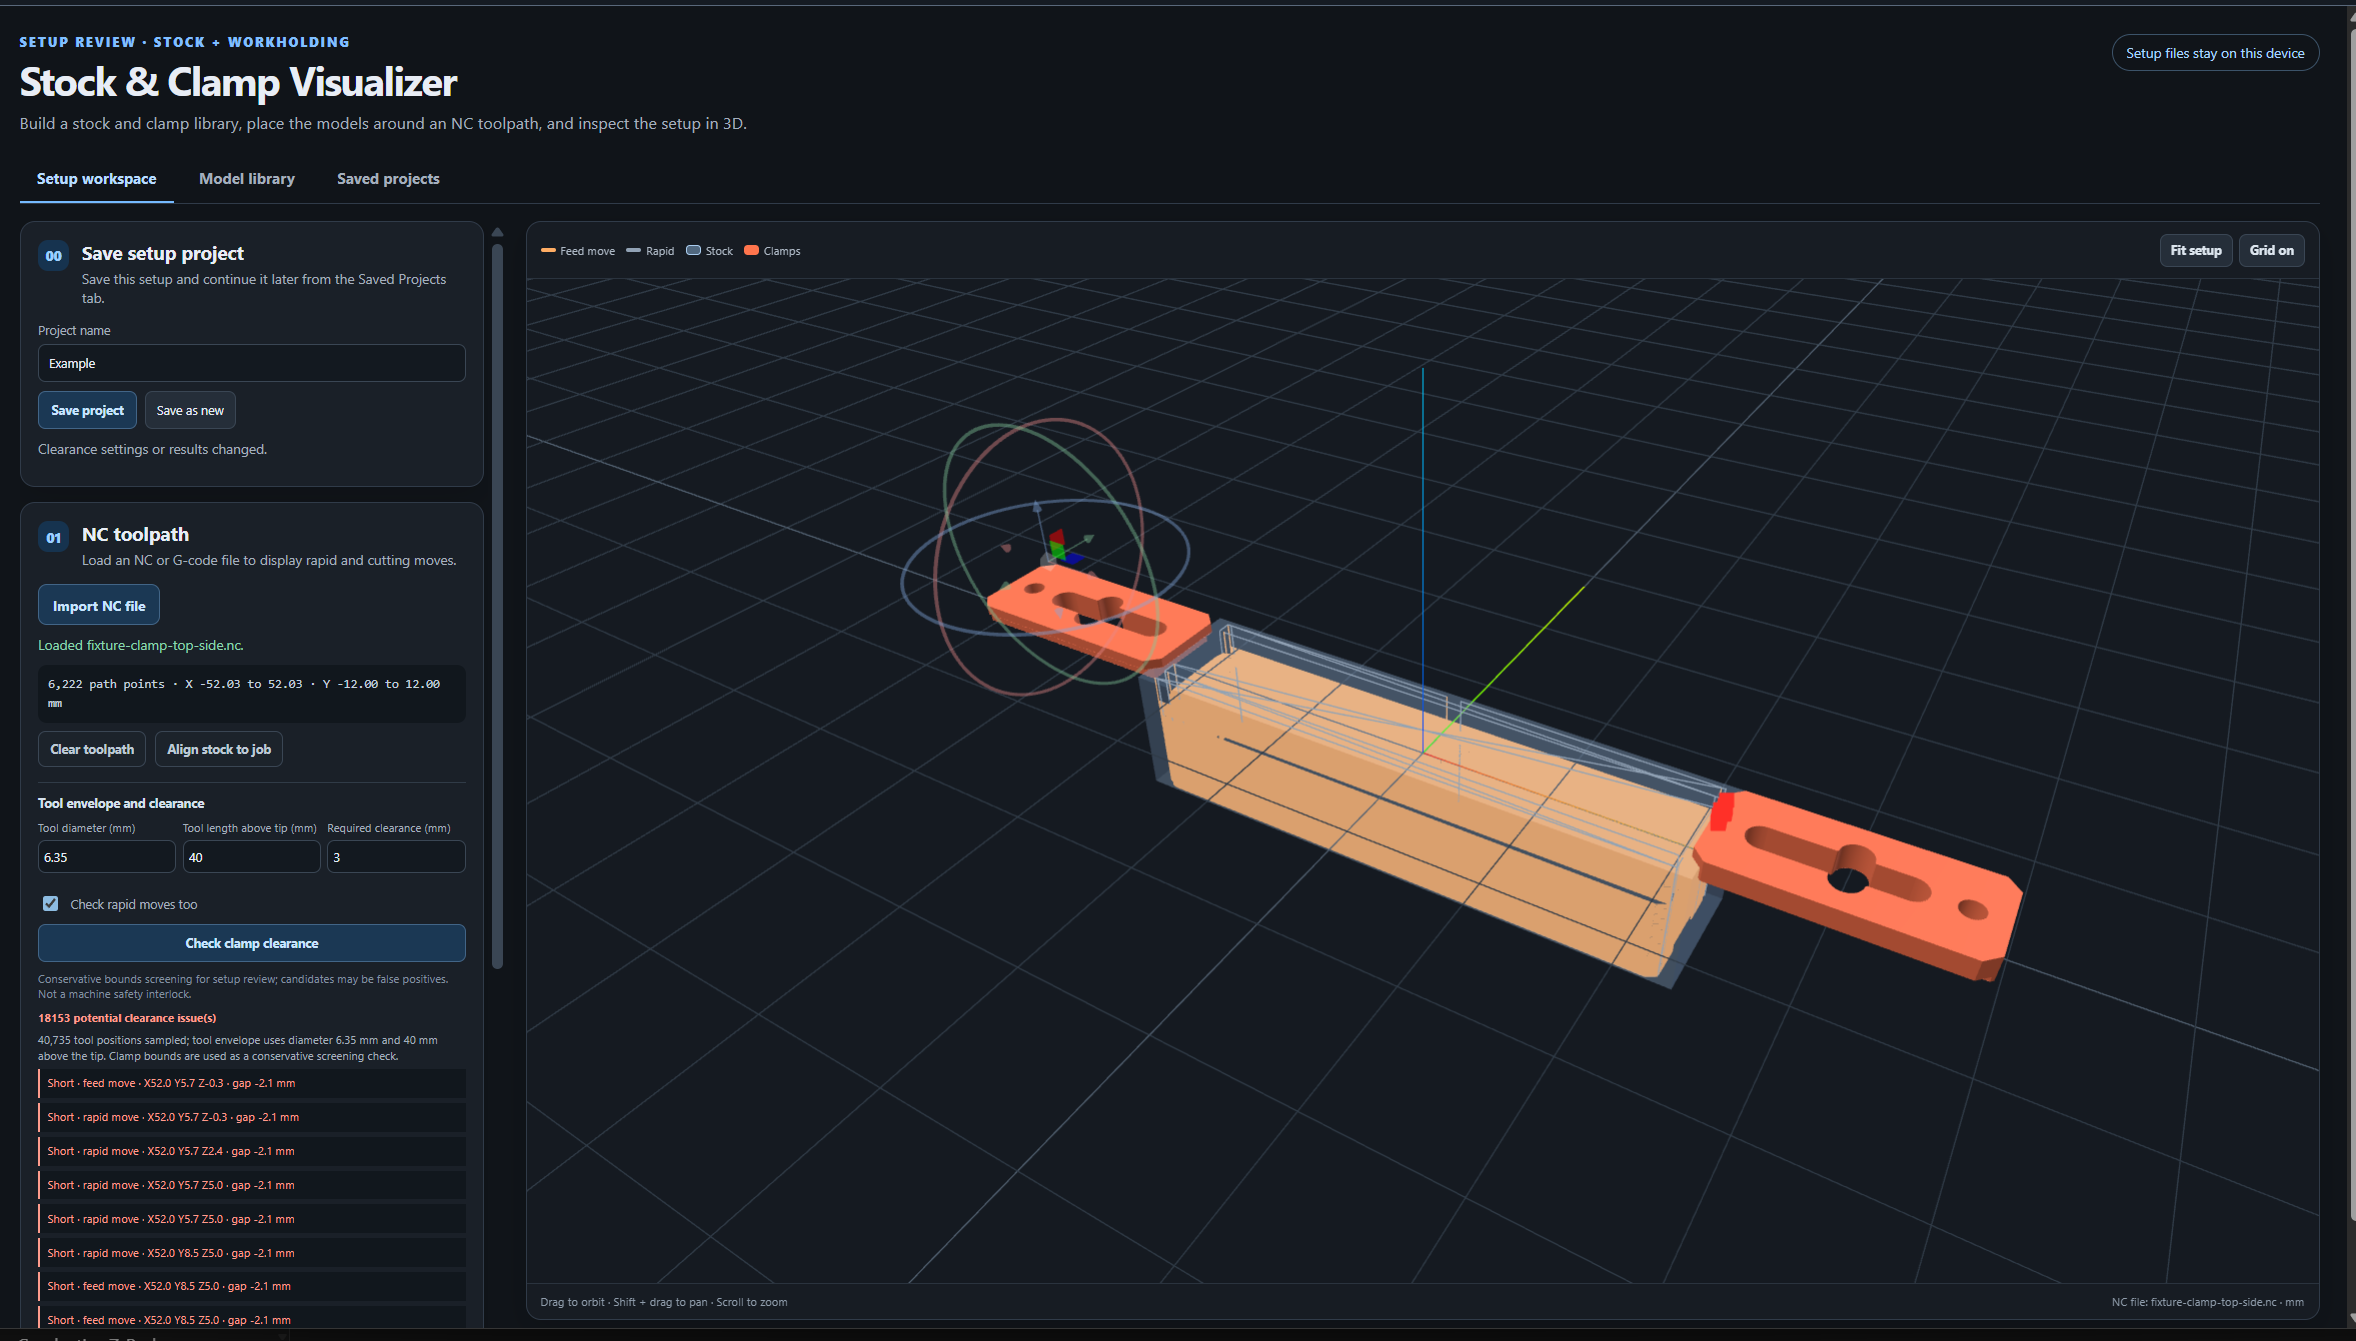 SETUP REVIEW · STOCK + WORKHOLDING
Stock & Clamp Visualizer
Build a stock and clamp library, place the models around an NC toolpath, and inspect the setup in 3D.
Setup files stay on this device
Setup workspace
Model library
Saved projects
00
Save setup project
Save this setup and continue it later from the Saved Projects
tab.
Project name
Example
Save project
Save as new
Clearance settings or results changed.
01
NC toolpath
Load an NC or G-code file to display rapid and cutting moves.
Import NC file
Loaded fixture-clamp-top-side.nc.
6,222 path points · X -52.03 to 52.03 · Y -12.00 to 12.00
mm
Clear toolpath
Align stock to job
Tool envelope and clearance
Tool diameter (mm)
Tool length above tip (mm)
Required clearance (mm)
6.35
40
3
Check rapid moves too
Check clamp clearance
Conservative bounds screening for setup review; candidates may be false positives.
Not a machine safety interlock.
18153 potential clearance issue(s)
40,735 tool positions sampled; tool envelope uses diameter 6.35 mm and 40 mm
above the tip. Clamp bounds are used as a conservative screening check.
Short · feed move · X52.0 Y5.7 Z-0.3 · gap -2.1 mm
Short · rapid move · X52.0 Y5.7 Z-0.3 · gap -2.1 mm
Short · rapid move · X52.0 Y5.7 Z2.4 · gap -2.1 mm
Short · rapid move · X52.0 Y5.7 Z5.0 · gap -2.1 mm
Short · rapid move · X52.0 Y5.7 Z5.0 · gap -2.1 mm
Short · rapid move · X52.0 Y8.5 Z5.0 · gap -2.1 mm
Short · feed move · X52.0 Y8.5 Z5.0 · gap -2.1 mm
Short · feed move · X52.0 Y8.5 Z5.0 · gap -2.1 mm
Feed move
Rapid
Stock
Clamps
Fit setup
Grid on
Drag to orbit · Shift + drag to pan · Scroll to zoom
NC file: fixture-clamp-top-side.nc · mm